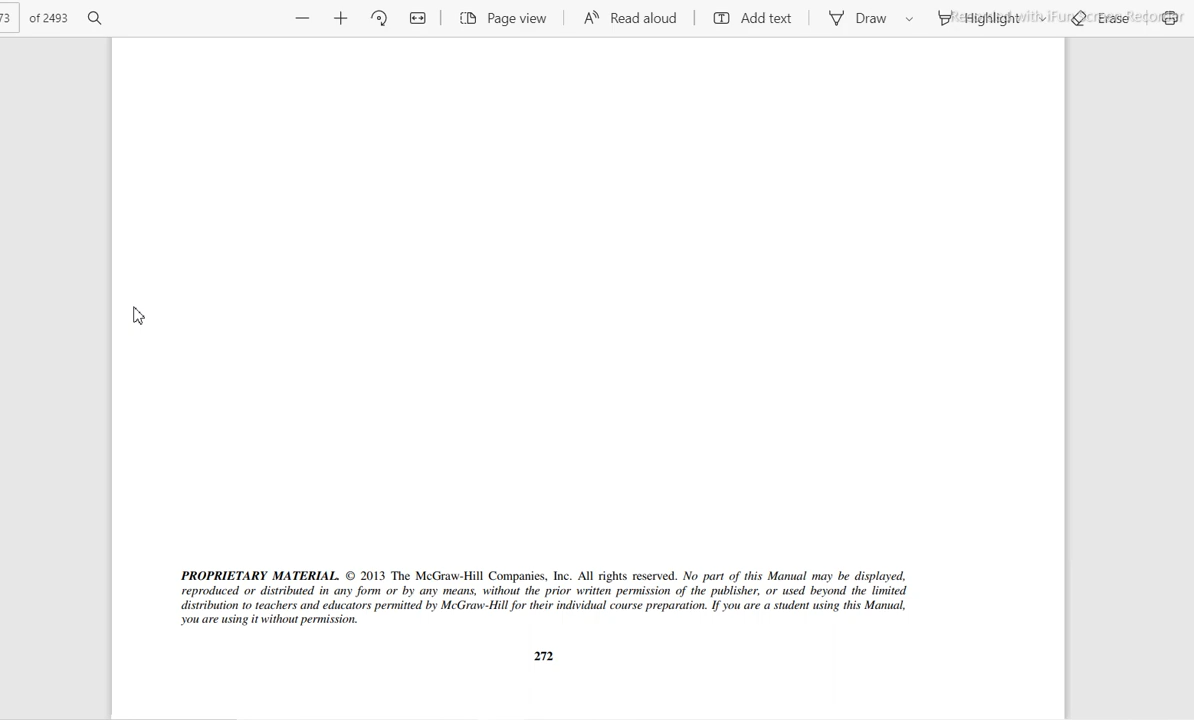 73 of 2493 Page view Read aloud Add text Draw Highlight Erase
PROPRIETARY MATERIAL. © 2013 The McGraw-Hill Companies, Inc. All rights reserved. No part of this Manual may be displayed,
reproduced or distributed in any form or by any means, without the prior written permission of the publisher, or used beyond the limited
distribution to teachers and educators permitted by McGraw-Hill for their individual course preparation. If you are a student using this Manual,
you are using it without permission.
272